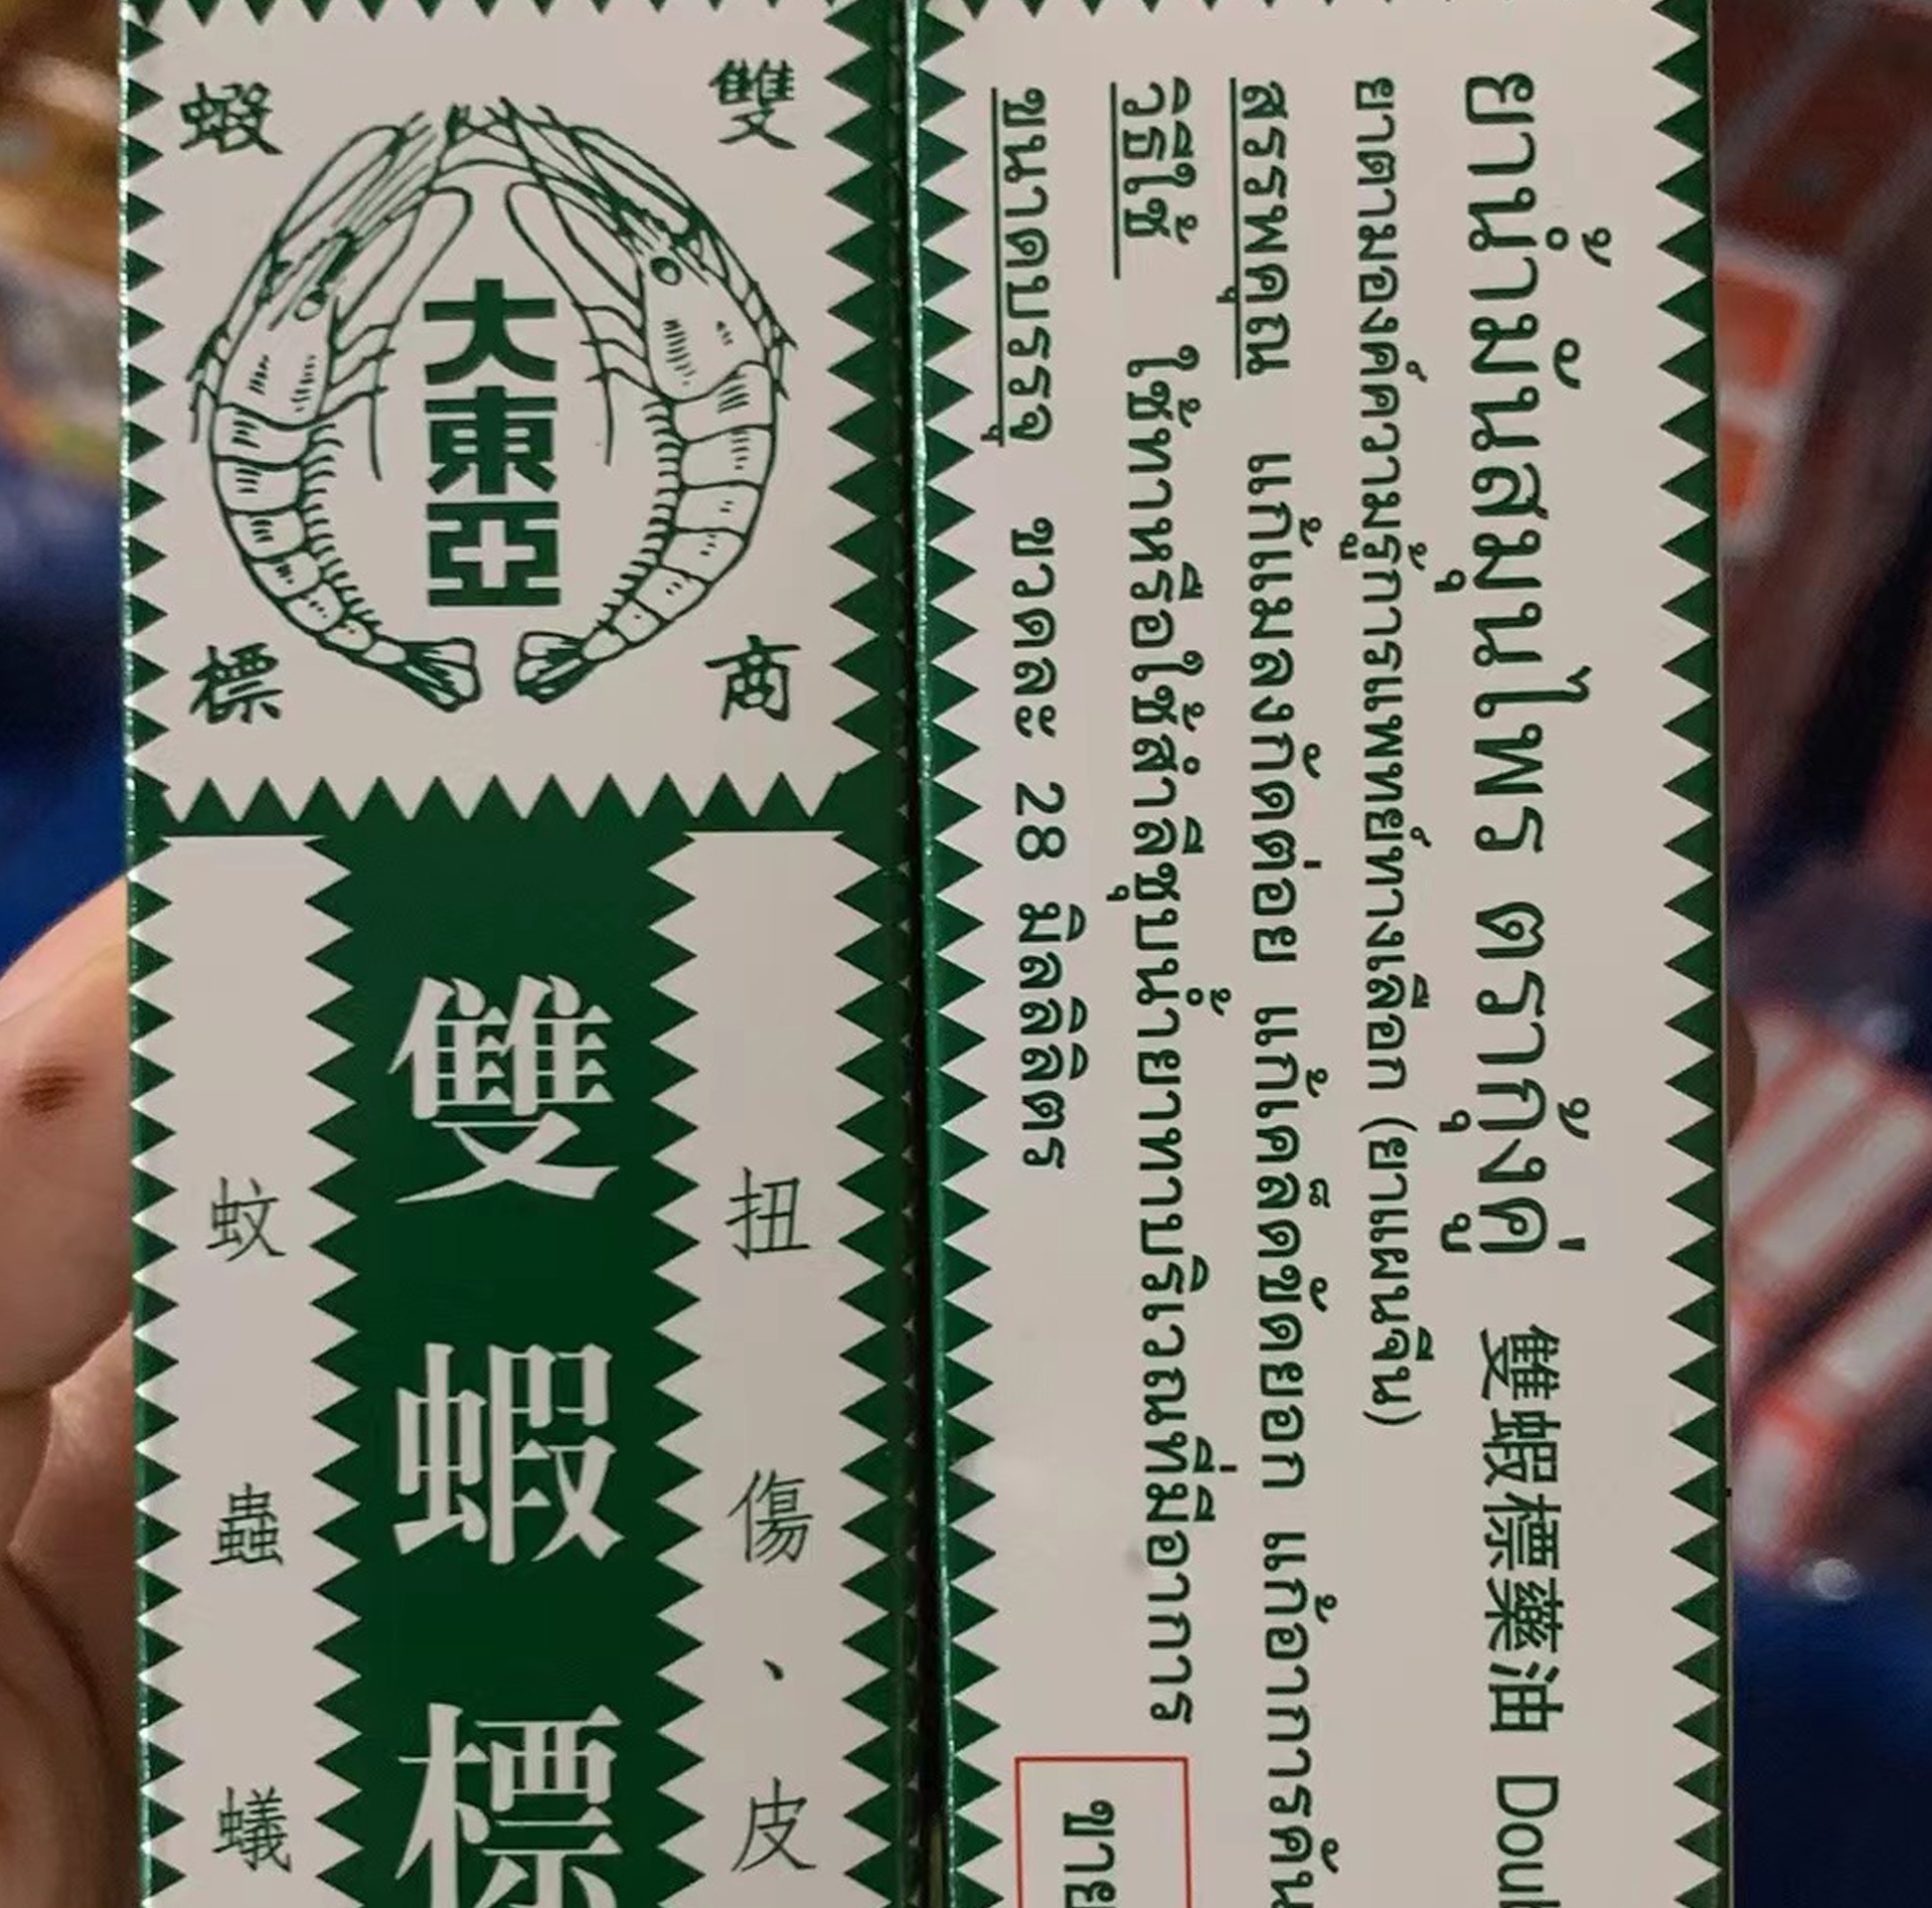 雙蝦
商標
大東亞
雙蝦標
扭傷、皮
蚊蟲蟻
ยาน้ำมันสมุนไพร ตรากุ้งคู่ 雙蝦標藥油 Doul
ยาตามองค์ความรู้การแพทย์ทางเลือก (ยาแผนจีน)
สรรพคุณ แก้แมลงกัดต่อย แก้เคล็ดขัดยอก แก้อาการคัน
วิธีใช้ ใช้ทาหรือใช้สำลีชุบน้ำยาทาบริเวณที่มีอาการ
ขนาดบรรจุ ขวดละ 28 มิลลิลิตร
ขาย